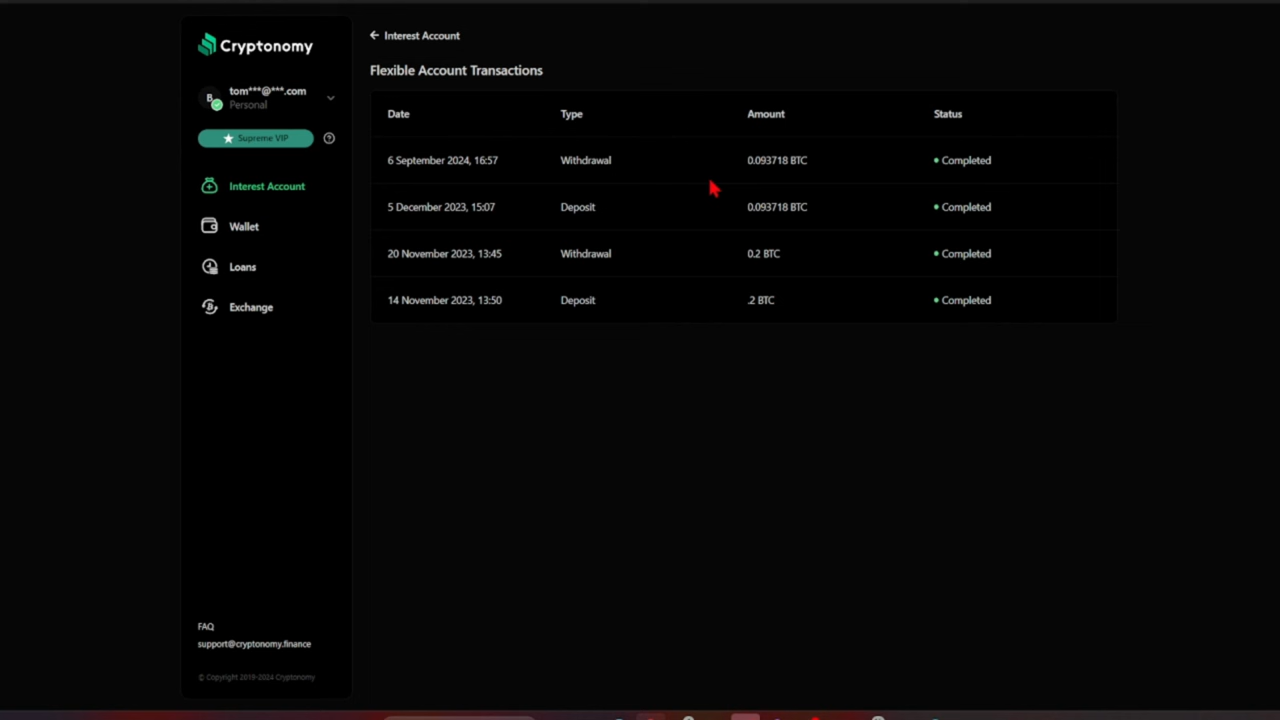 Cryptonomy
tom***@***.com
Personal
Supreme VIP
Interest Account
Wallet
Loans
Exchange
FAQ
support@cryptonomy.finance
© Copyright 2019-2024 Cryptonomy
Interest Account
Flexible Account Transactions
Date Type Amount Status
6 September 2024, 16:57 Withdrawal 0.093718 BTC Completed
5 December 2023, 15:07 Deposit 0.093718 BTC Completed
20 November 2023, 13:45 Withdrawal 0.2 BTC Completed
14 November 2023, 13:50 Deposit .2 BTC Completed